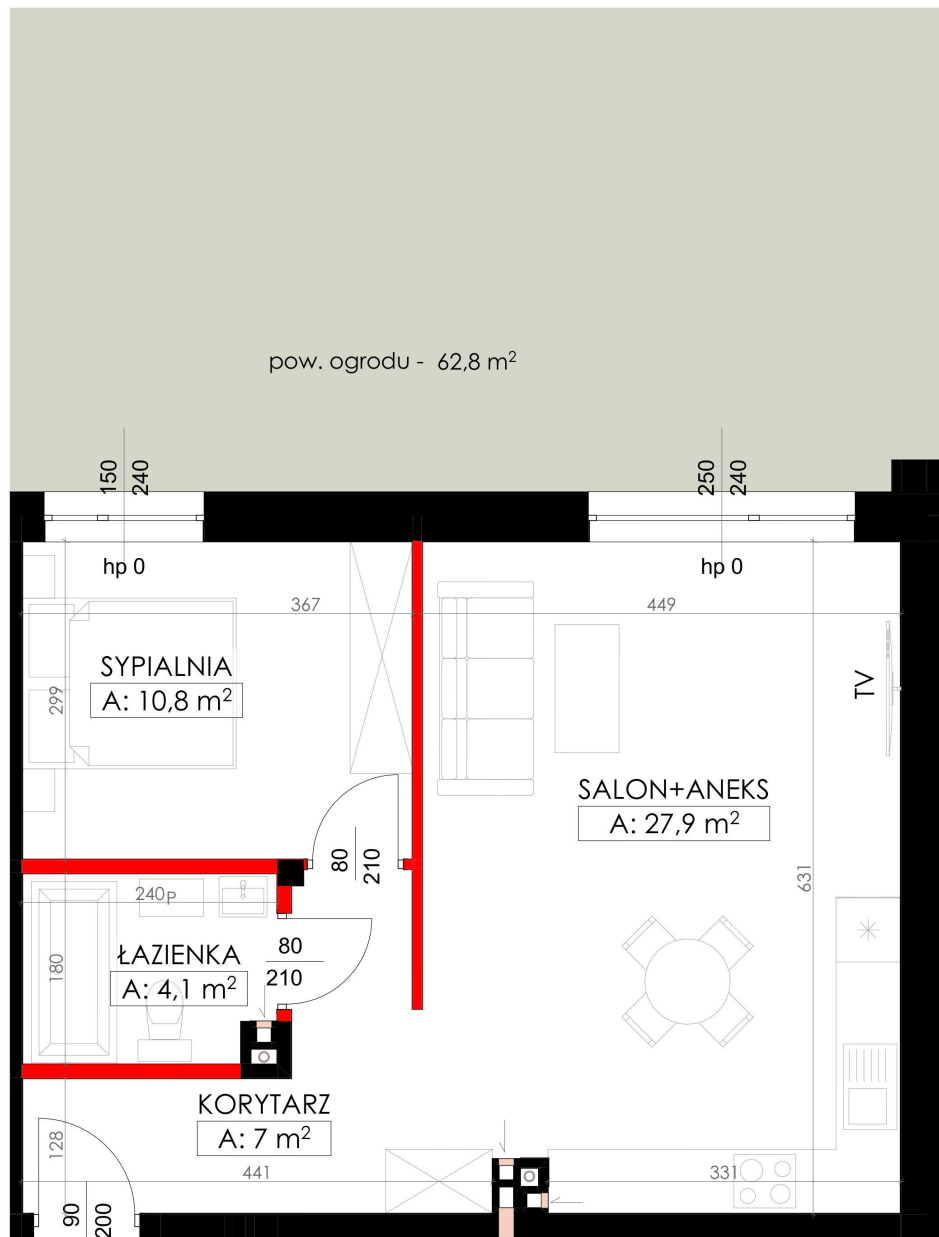 pow. ogrodu - 62,8 m²
150
240
250
240
hp 0
hp 0
367
449
SYPIALNIA
A: 10,8 m²
299
TV
SALON+ANEKS
A: 27,9 m²
80
210
631
240
P
ŁAZIENKA
A: 4,1 m²
180
80
210
KORYTARZ
A: 7 m²
128
441
331
90
200